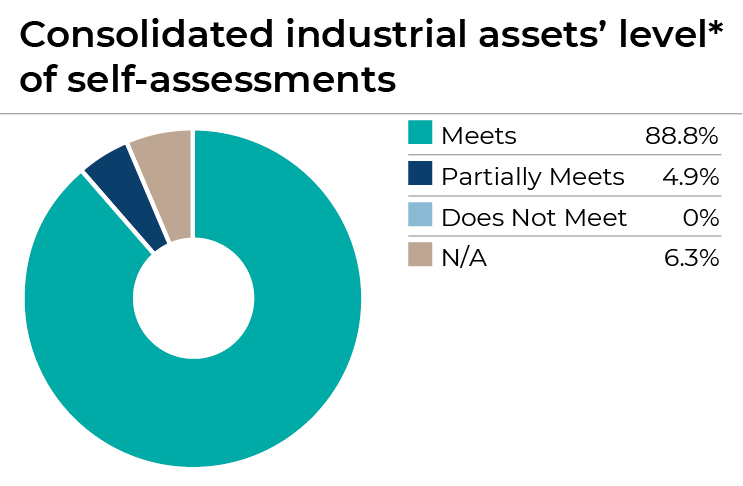 Consolidated industrial assets’ level*
of self-assessments
Meets 88.8%
Partially Meets 4.9%
Does Not Meet 0%
N/A 6.3%